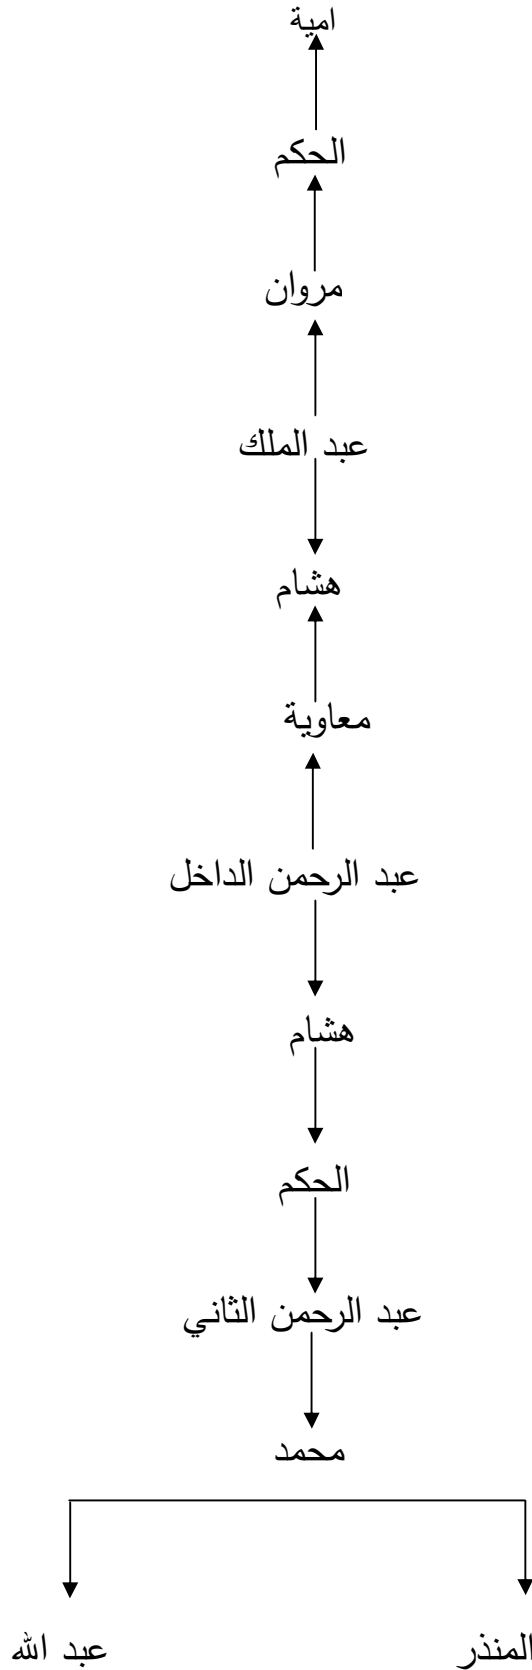 امية
الحكم
مروان
عبد الملك
هشام
معاوية
عبد الرحمن الداخل
هشام
الحكم
عبد الرحمن الثاني
محمد
المنذر
عبد الله